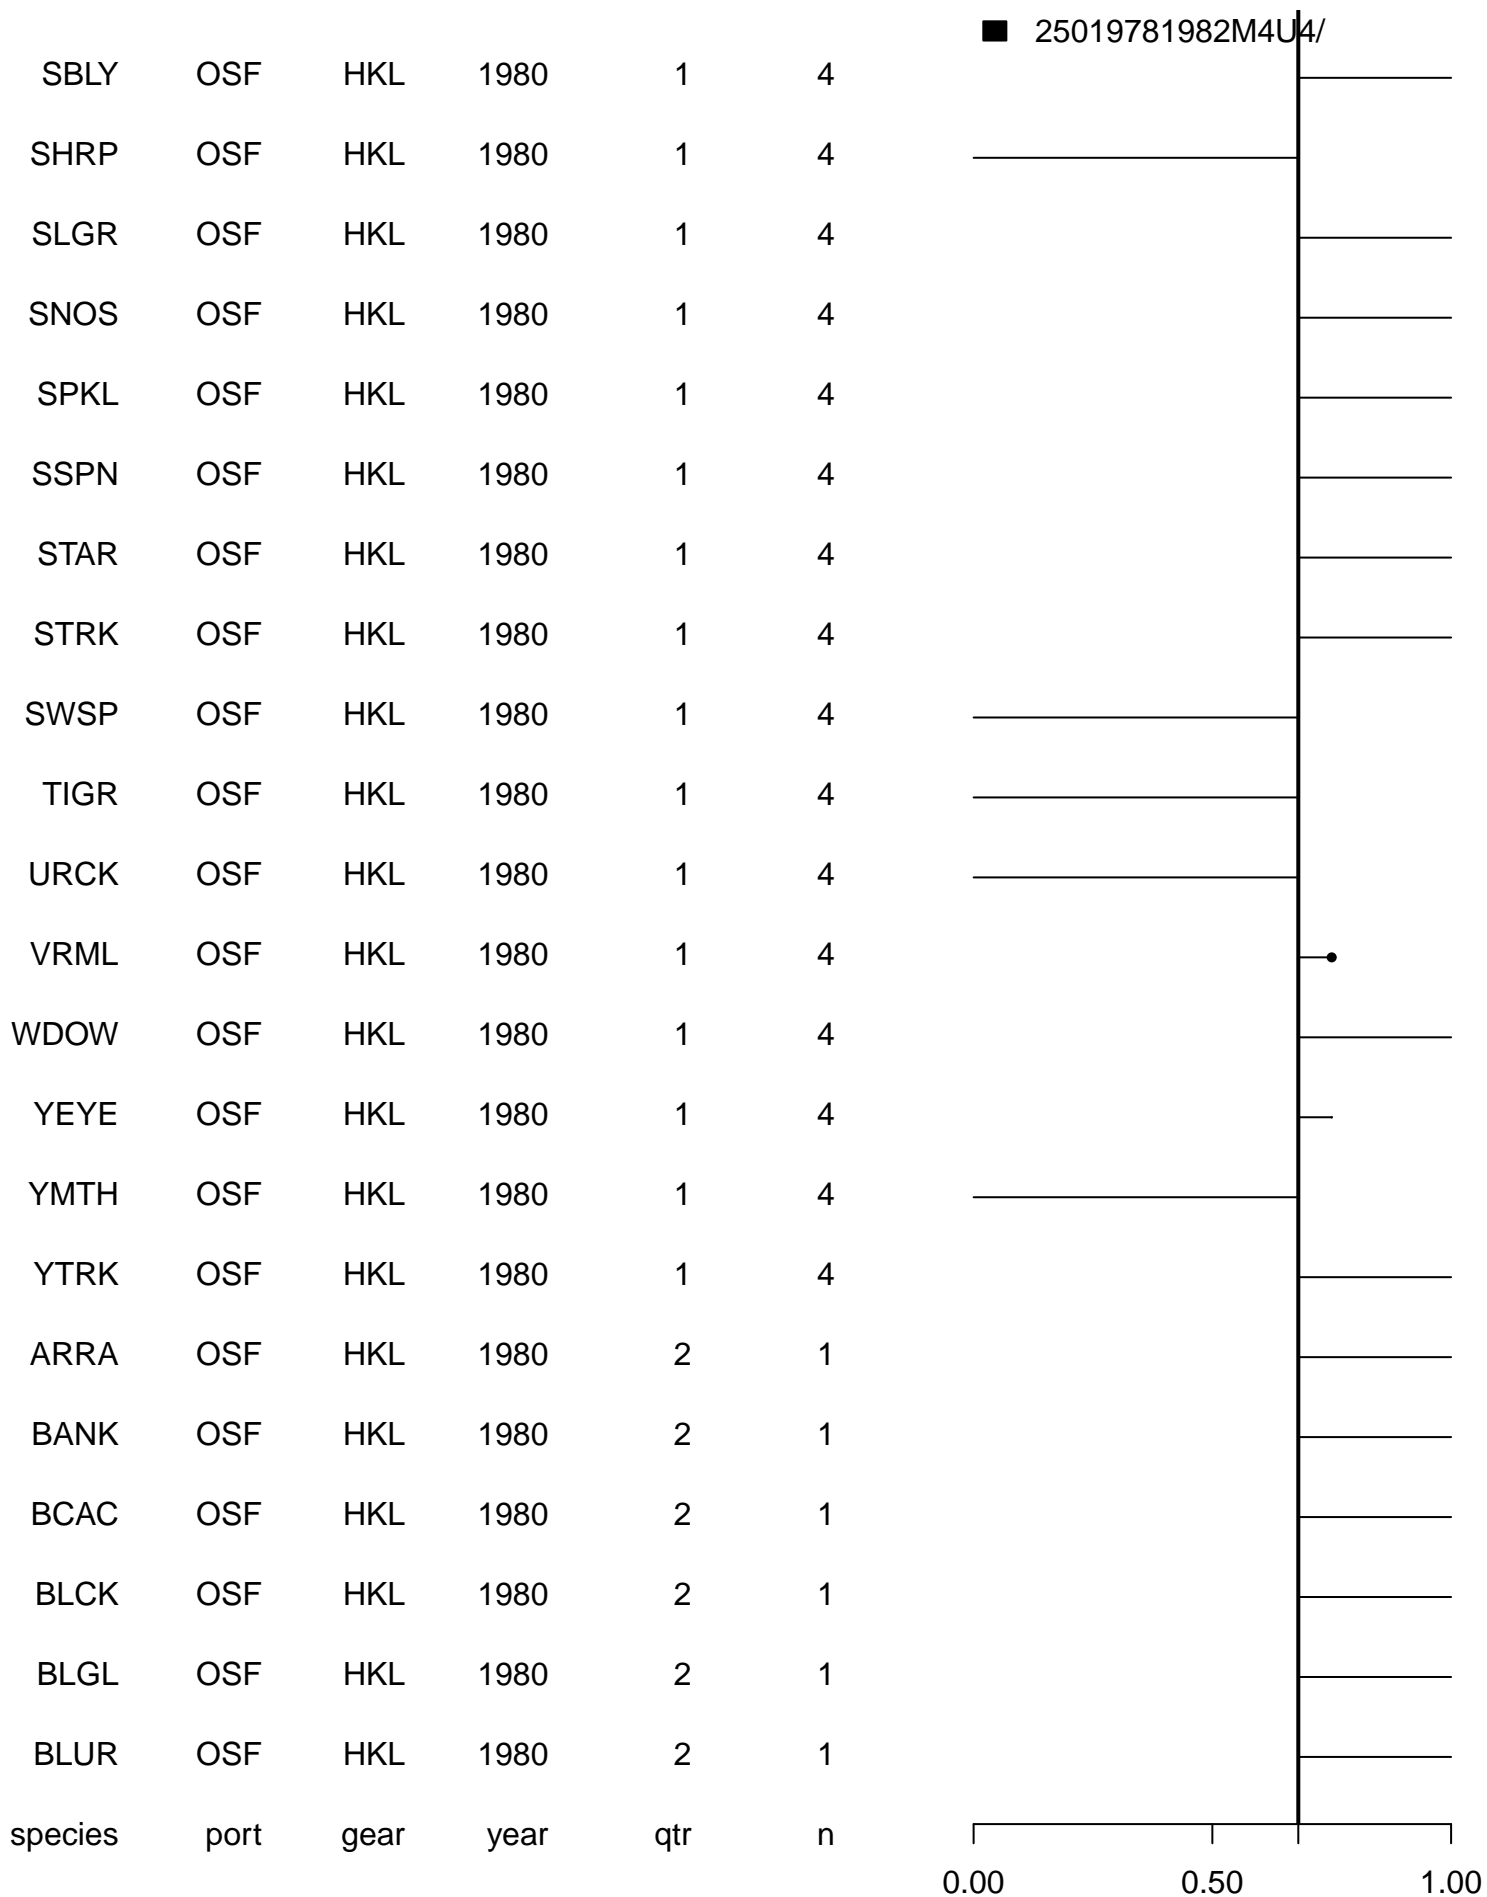 25019781982M4U4/
SBLY OSF HKL 1980 1 4
SHRP OSF HKL 1980 1 4
SLGR OSF HKL 1980 1 4
SNOS OSF HKL 1980 1 4
SPKL OSF HKL 1980 1 4
SSPN OSF HKL 1980 1 4
STAR OSF HKL 1980 1 4
STRK OSF HKL 1980 1 4
SWSP OSF HKL 1980 1 4
TIGR OSF HKL 1980 1 4
URCK OSF HKL 1980 1 4
VRML OSF HKL 1980 1 4
WDOW OSF HKL 1980 1 4
YEYE OSF HKL 1980 1 4
YMTH OSF HKL 1980 1 4
YTRK OSF HKL 1980 1 4
ARRA OSF HKL 1980 2 1
BANK OSF HKL 1980 2 1
BCAC OSF HKL 1980 2 1
BLCK OSF HKL 1980 2 1
BLGL OSF HKL 1980 2 1
BLUR OSF HKL 1980 2 1
species port gear year qtr n
0.00 0.50 1.00